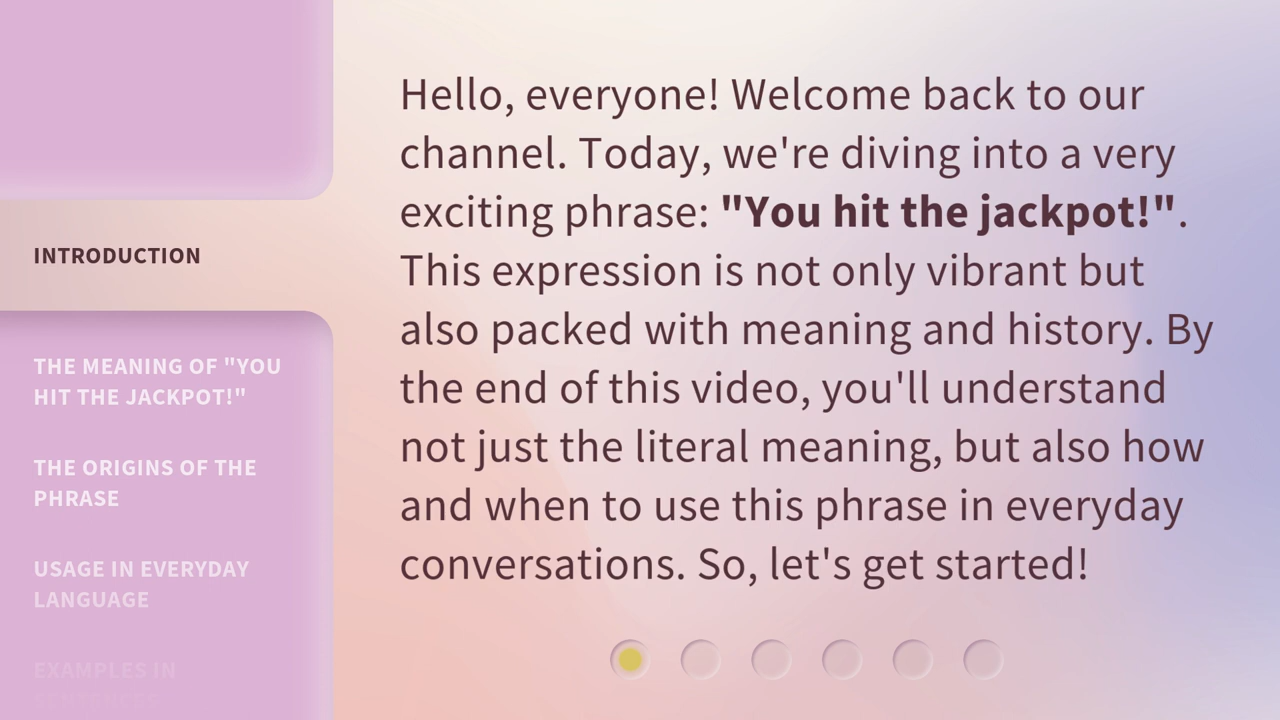 INTRODUCTION
THE MEANING OF "YOU
HIT THE JACKPOT!"
THE ORIGINS OF THE
PHRASE
USAGE IN EVERYDAY
LANGUAGE
EXAMPLES IN
Hello, everyone! Welcome back to our
channel. Today, we're diving into a very
exciting phrase: "You hit the jackpot!".
This expression is not only vibrant but
also packed with meaning and history. By
the end of this video, you'll understand
not just the literal meaning, but also how
and when to use this phrase in everyday
conversations. So, let's get started!